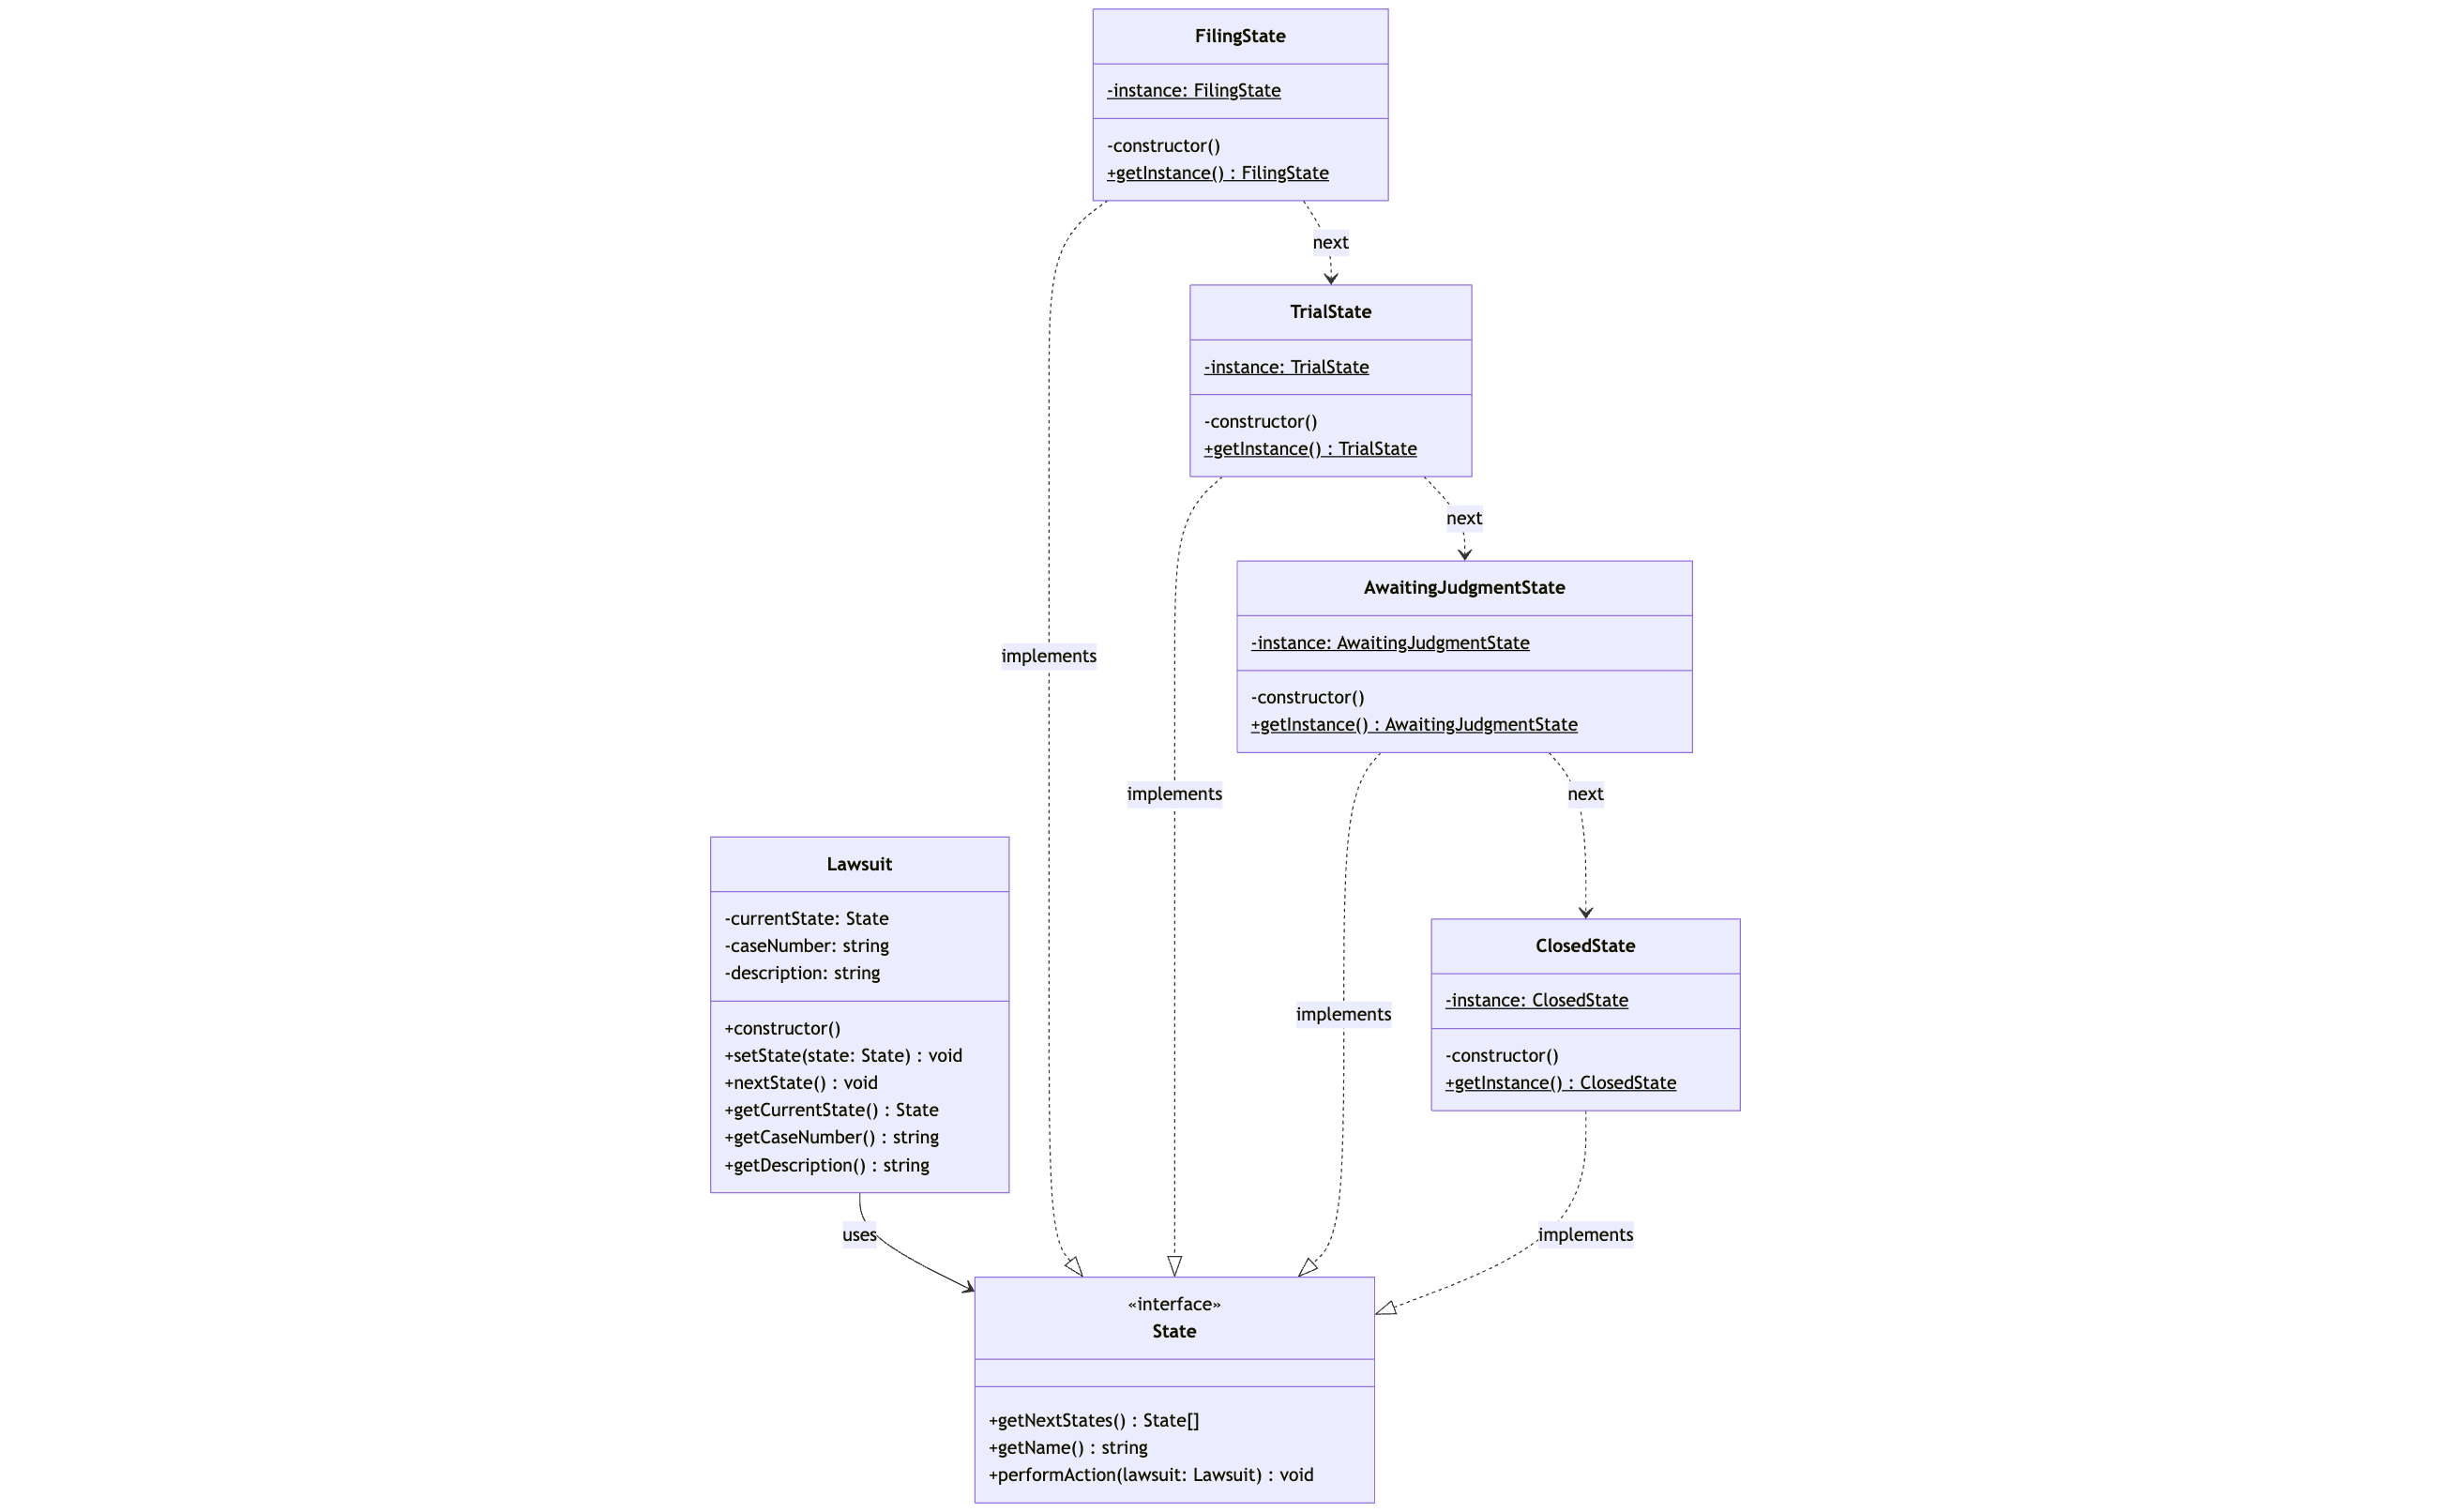 FilingState
-instance: FilingState
-constructor()
+getInstance() : FilingState
next
TrialState
-instance: TrialState
-constructor()
+getInstance() : TrialState
next
AwaitingJudgmentState
-instance: AwaitingJudgmentState
-constructor()
+getInstance() : AwaitingJudgmentState
implements
implements
next
Lawsuit
-currentState: State
-caseNumber: string
-description: string
+constructor()
+setState(state: State) : void
+nextState() : void
+getCurrentState() : State
+getCaseNumber() : string
+getDescription() : string
implements
ClosedState
-instance: ClosedState
-constructor()
+getInstance() : ClosedState
uses
implements
«interface»
State
+getNextStates() : State[]
+getName() : string
+performAction(lawsuit: Lawsuit) : void